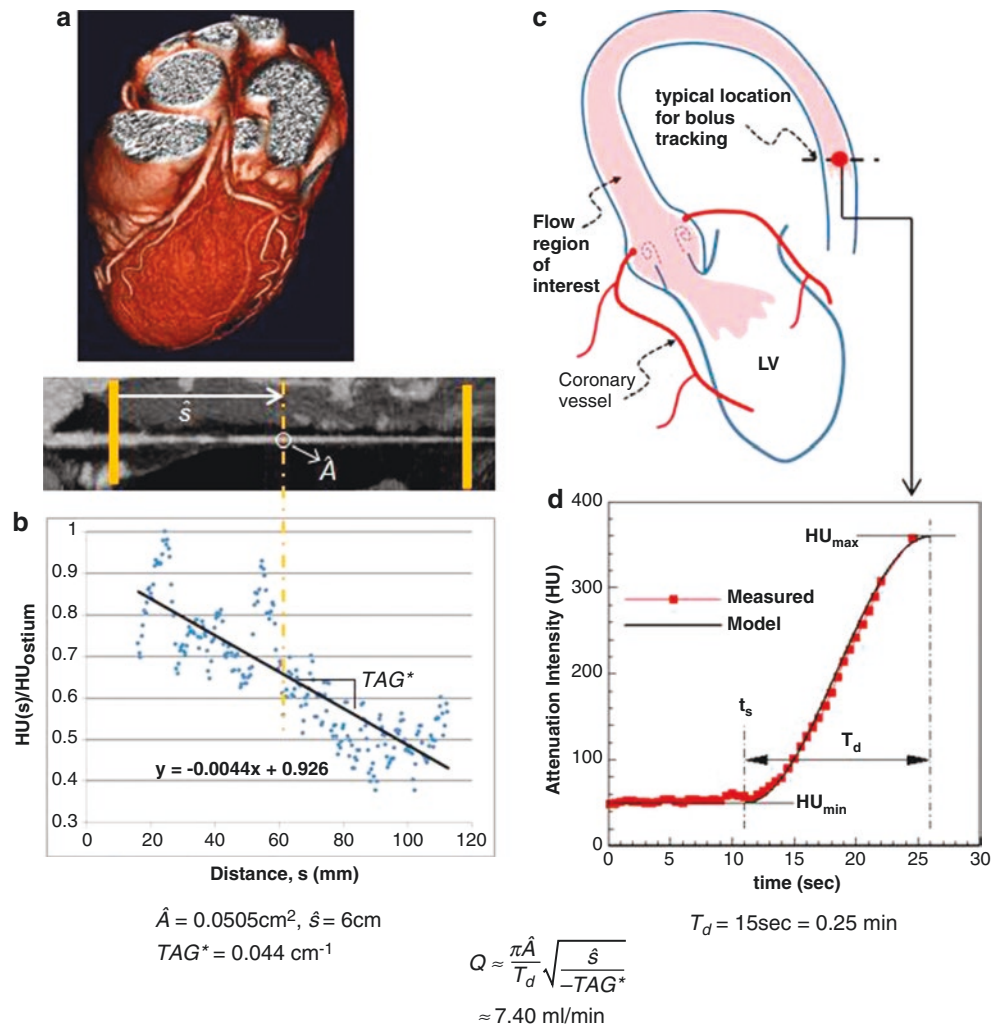 a
ŝ
Â
b
HU(s)/HUostium
1
0.9
0.8
0.7
0.6
0.5
0.4
0.3
TAG*
y = -0.0044x + 0.926
0 20 40 60 80 100 120
Distance, s (mm)
Â = 0.0505cm², ŝ = 6cm
TAG* = 0.044 cm⁻¹
c
typical location
for bolus
tracking
Flow
region
of
interest
Coronary
vessel
LV
d
Attenuation Intensity (HU)
400
300
200
100
0
HUmax
Measured
Model
ts
Td
HUmin
0 5 10 15 20 25 30
time (sec)
Td = 15sec = 0.25 min
Q ≈ πÂ/Td √(ŝ/–TAG*)
≈ 7.40 ml/min